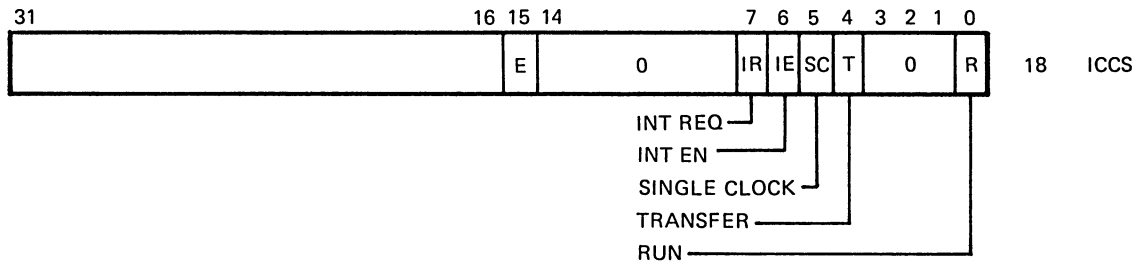 31 16 15 14 7 6 5 4 3 2 1 0
E 0 IR IE SC T 0 R 18 ICCS
INT REQ
INT EN
SINGLE CLOCK
TRANSFER
RUN